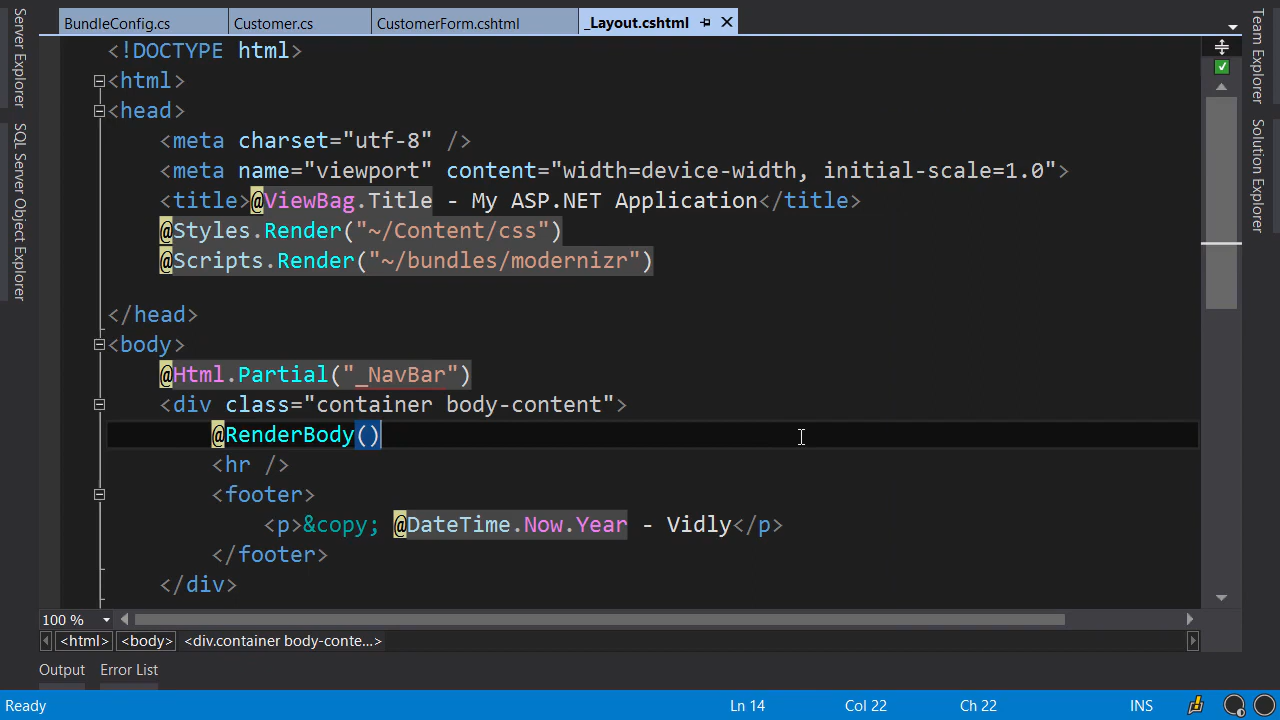 BundleConfig.cs
Customer.cs
CustomerForm.cshtml
_Layout.cshtml
Server Explorer
SQL Server Object Explorer
Team Explorer
Solution Explorer
<!DOCTYPE html>
<html>
<head>
<meta charset="utf-8" />
<meta name="viewport" content="width=device-width, initial-scale=1.0">
<title>@ViewBag.Title - My ASP.NET Application</title>
@Styles.Render("~/Content/css")
@Scripts.Render("~/bundles/modernizr")
</head>
<body>
@Html.Partial("_NavBar")
<div class="container body-content">
@RenderBody()
<hr />
<footer>
<p>&copy; @DateTime.Now.Year - Vidly</p>
</footer>
</div>
100 %
<html> <body> <div.container body-conte...>
Output Error List
Ready Ln 14 Col 22 Ch 22 INS